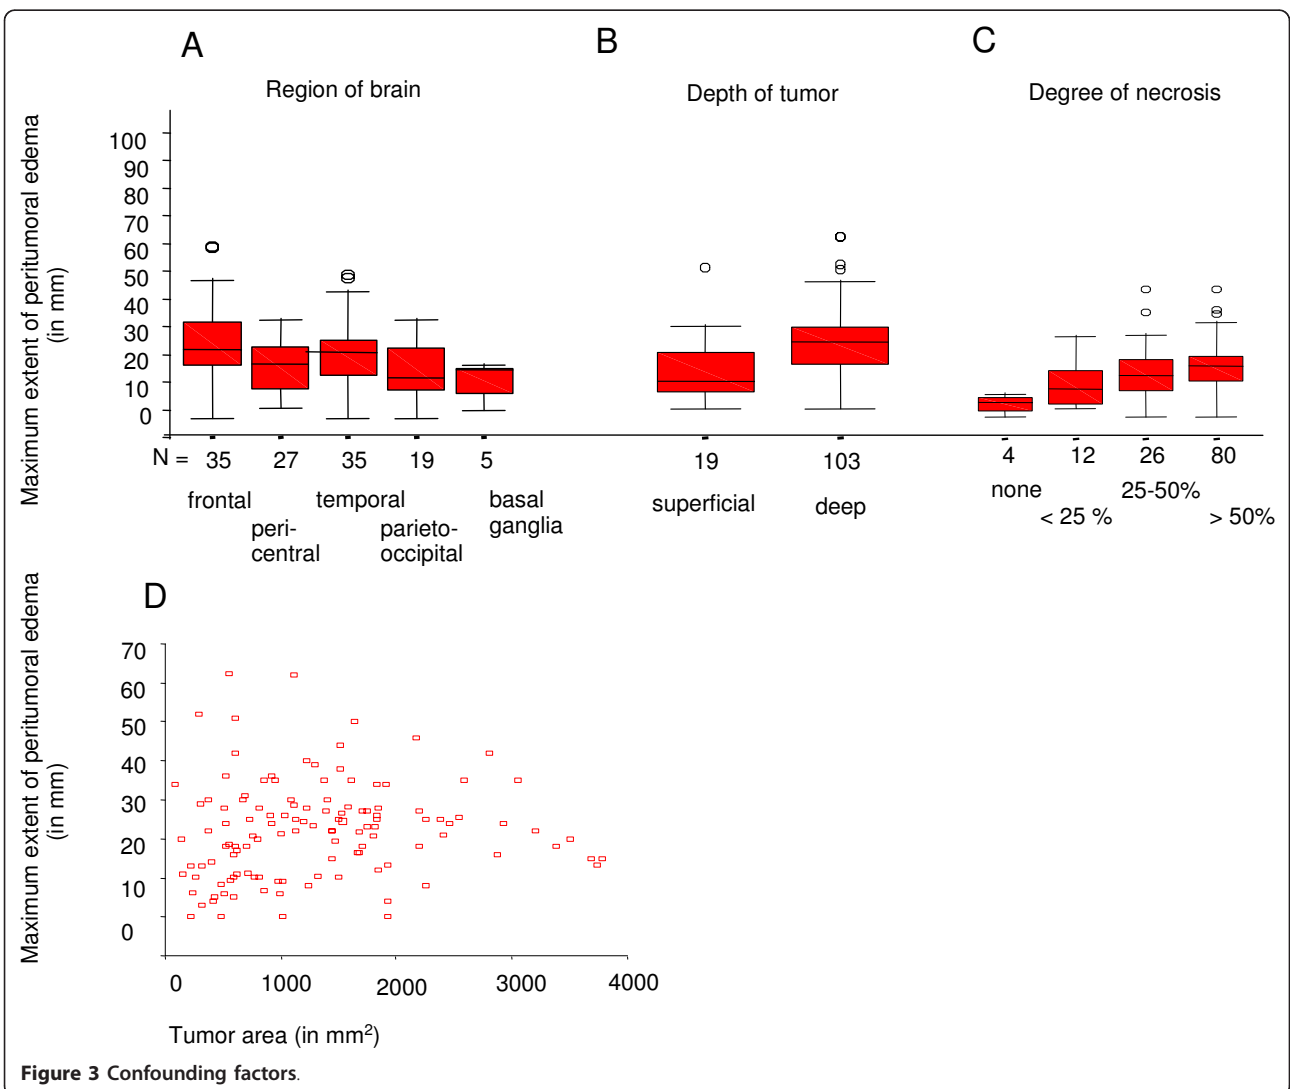 A
B
C
Region of brain
Depth of tumor
Degree of necrosis
Maximum extent of peritumoral edema
(in mm)
100
90
80
70
60
50
40
30
20
10
0
N = 35 27 35 19 5
19 103
4 12 26 80
frontal
peri-
central
temporal
parieto-
occipital
basal
ganglia
superficial
deep
none
< 25 %
25-50%
> 50%
D
Maximum extent of peritumoral edema
(in mm)
70
60
50
40
30
20
10
0
0 1000 2000 3000 4000
Tumor area (in mm²)
Figure 3 Confounding factors.